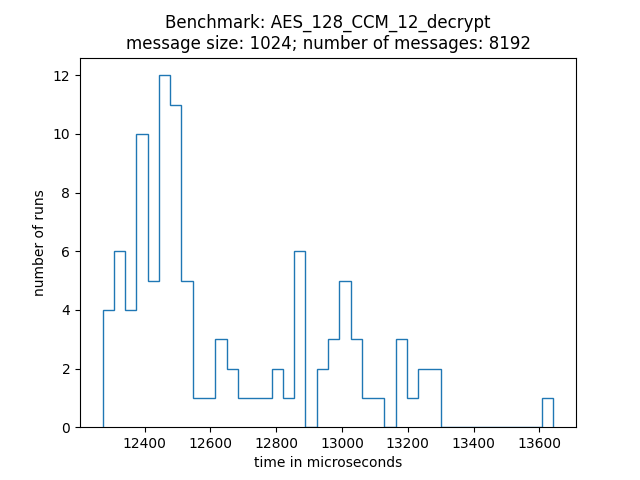 Benchmark: AES_128_CCM_12_decrypt
message size: 1024; number of messages: 8192
12
10
8
6
4
2
0
number of runs
12400 12600 12800 13000 13200 13400 13600
time in microseconds